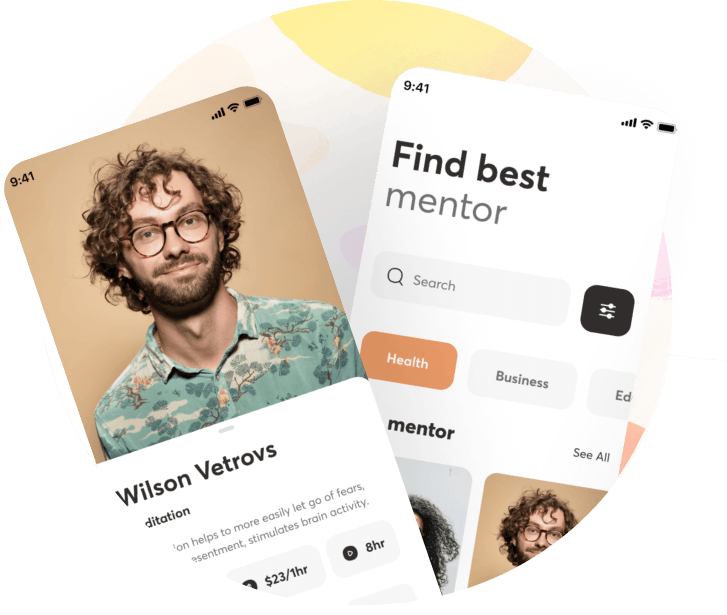 9:41
Wilson Vetrovs
esentment, stimulates brain activity.
helps to more easily let go of fears,
$23/1hr
8hr
9:41
Find best
mentor
Search
Health
Business
Ed
mentor
See All